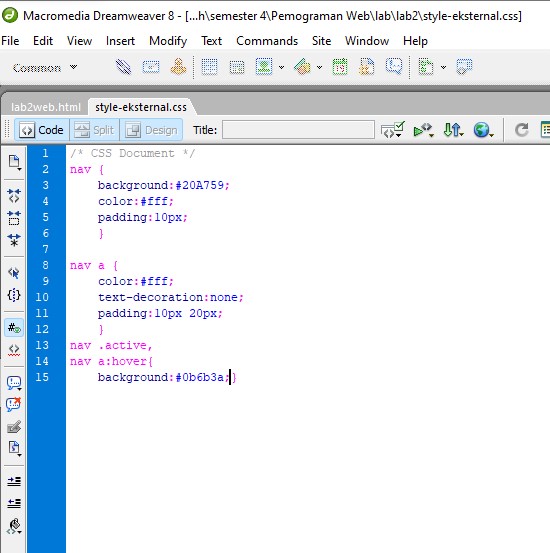 Macromedia Dreamweaver 8 - [...h\semester 4\Pemograman Web\lab\lab2\style-eksternal.css]
File Edit View Insert Modify Text Commands Site Window Help
Common
lab2web.html style-eksternal.css
Code Split Design Title:
1 /* CSS Document */
2 nav {
3 background:#20A759;
4 color:#fff;
5 padding:10px;
6 }
7
8 nav a {
9 color:#fff;
10 text-decoration:none;
11 padding:10px 20px;
12 }
13 nav .active,
14 nav a:hover{
15 background:#0b6b3a;}